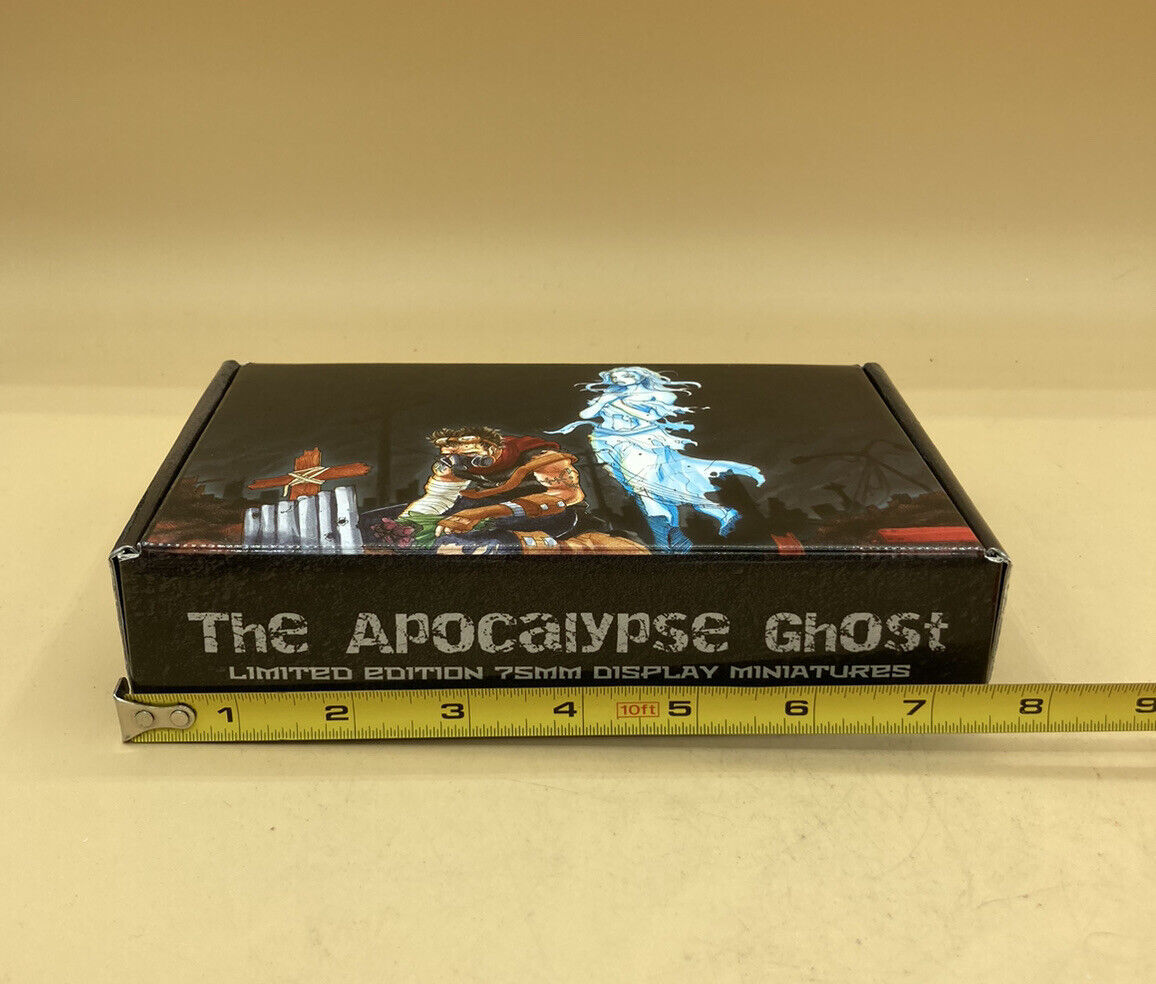 The Apocalypse Ghost
LIMITED EDITION 75MM DISPLAY MINIATURES
1 2 3 4 10ft 5 6 7 8 9